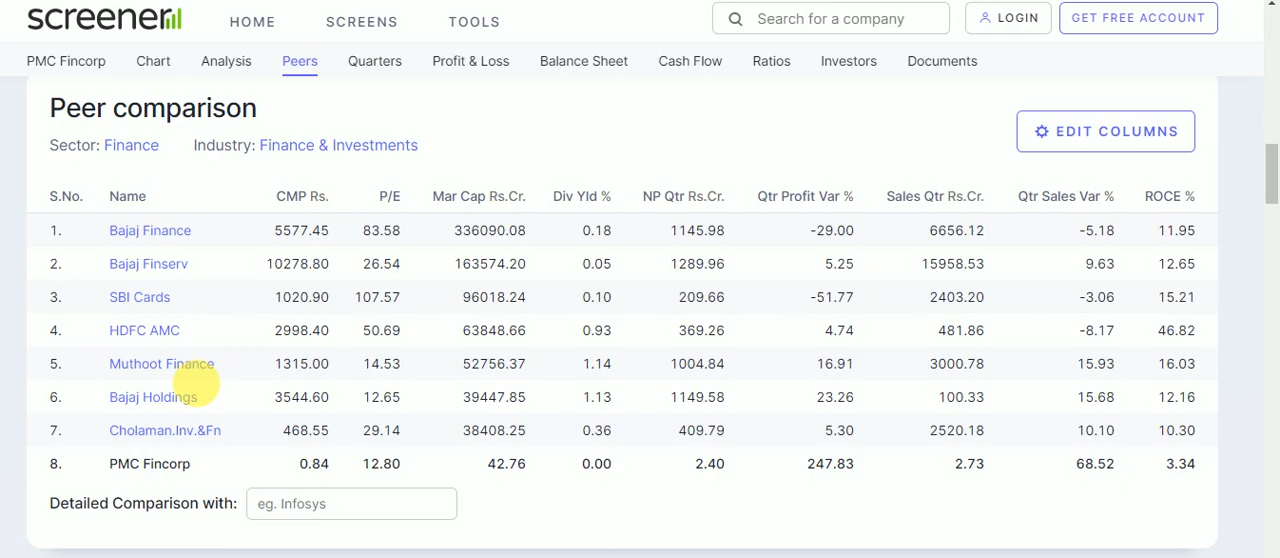 screener HOME SCREENS TOOLS Search for a company LOGIN GET FREE ACCOUNT
PMC Fincorp Chart Analysis Peers Quarters Profit & Loss Balance Sheet Cash Flow Ratios Investors Documents
Peer comparison
EDIT COLUMNS
Sector: Finance Industry: Finance & Investments
S.No. Name CMP Rs. P/E Mar Cap Rs.Cr. Div Yld % NP Qtr Rs.Cr. Qtr Profit Var % Sales Qtr Rs.Cr. Qtr Sales Var % ROCE %
1. Bajaj Finance 5577.45 83.58 336090.08 0.18 1145.98 -29.00 6656.12 -5.18 11.95
2. Bajaj Finserv 10278.80 26.54 163574.20 0.05 1289.96 5.25 15958.53 9.63 12.65
3. SBI Cards 1020.90 107.57 96018.24 0.10 209.66 -51.77 2403.20 -3.06 15.21
4. HDFC AMC 2998.40 50.69 63848.66 0.93 369.26 4.74 481.86 -8.17 46.82
5. Muthoot Finance 1315.00 14.53 52756.37 1.14 1004.84 16.91 3000.78 15.93 16.03
6. Bajaj Holdings 3544.60 12.65 39447.85 1.13 1149.58 23.26 100.33 15.68 12.16
7. Cholaman.Inv.&Fn 468.55 29.14 38408.25 0.36 409.79 5.30 2520.18 10.10 10.30
8. PMC Fincorp 0.84 12.80 42.76 0.00 2.40 247.83 2.73 68.52 3.34
Detailed Comparison with: eg. Infosys